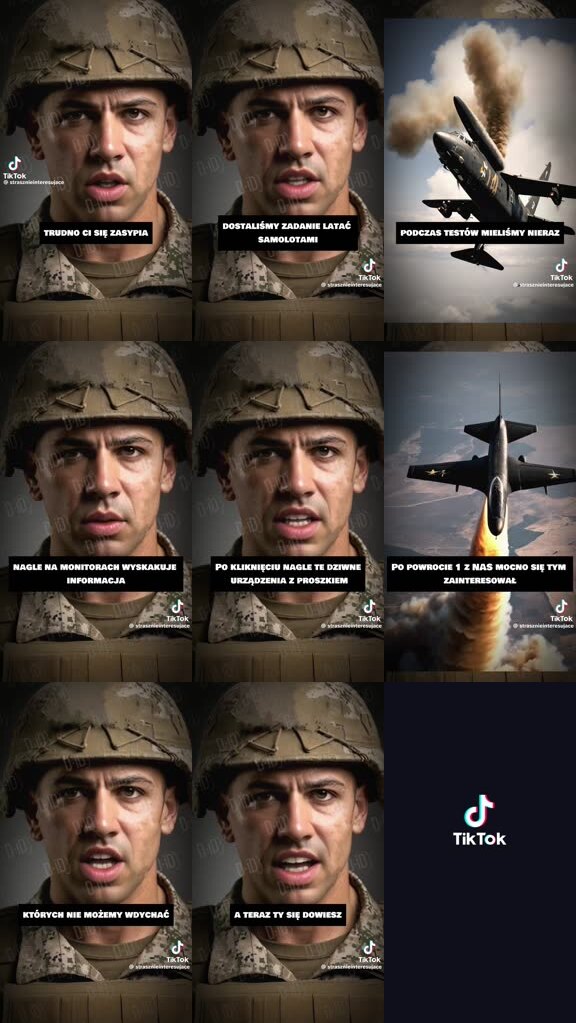 TRUDNO CI SIĘ ZASYPIA
TikTok
@ strasznieinteresujace
DOSTALIŚMY ZADANIE LATAĆ
SAMOLOTAMI
TikTok
@ strasznieinteresujace
PODCZAS TESTÓW MIELIŚMY NIERAZ
TikTok
@ strasznieinteresujace
NAGLE NA MONITORACH WYSKAKUJE
INFORMACJA
TikTok
@ strasznieinteresujace
PO KLIKNIĘCIU NAGLE TE DZIWNE
URZĄDZENIA Z PROSZKIEM
TikTok
@ strasznieinteresujace
PO POWROCIE 1 Z NAS MOCNO SIĘ TYM
ZAINTERESOWAŁ
TikTok
@ strasznieinteresujace
KTÓRYCH NIE MOŻEMY WDYCHAĆ
TikTok
@ strasznieinteresujace
A TERAZ TY SIĘ DOWIESZ
TikTok
@ strasznieinteresujace
TikTok